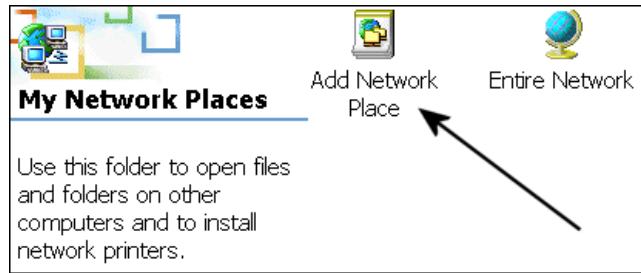 My Network Places
Use this folder to open files
and folders on other
computers and to install
network printers.
Add Network
Place
Entire Network